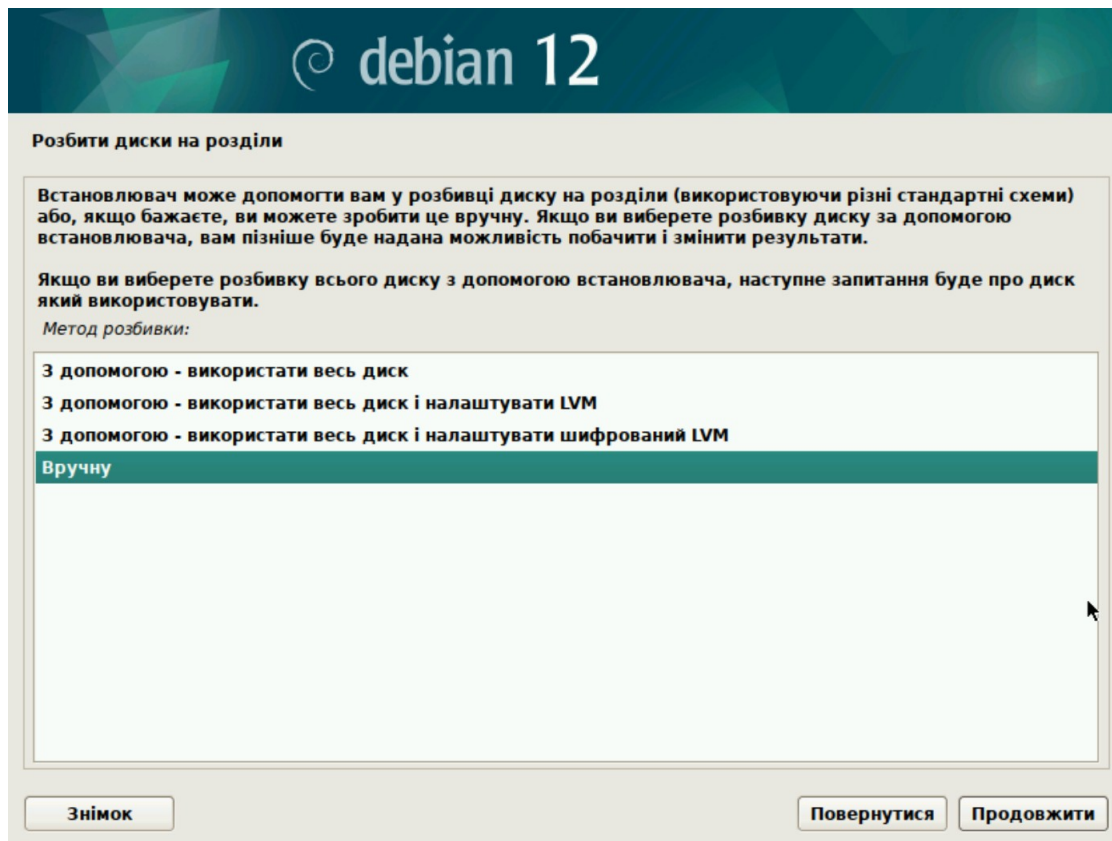 debian 12
Розбити диски на розділи
Встановлювач може допомогти вам у розбивці диску на розділи (використовуючи різні стандартні схеми)
або, якщо бажаєте, ви можете зробити це вручну. Якщо ви виберете розбивку диску за допомогою
встановлювача, вам пізніше буде надана можливість побачити і змінити результати.
Якщо ви виберете розбивку всього диску з допомогою встановлювача, наступне запитання буде про диск
який використовувати.
Метод розбивки:
З допомогою - використати весь диск
З допомогою - використати весь диск і налаштувати LVM
З допомогою - використати весь диск і налаштувати шифрований LVM
Вручну
Знімок
Повернутися
Продовжити